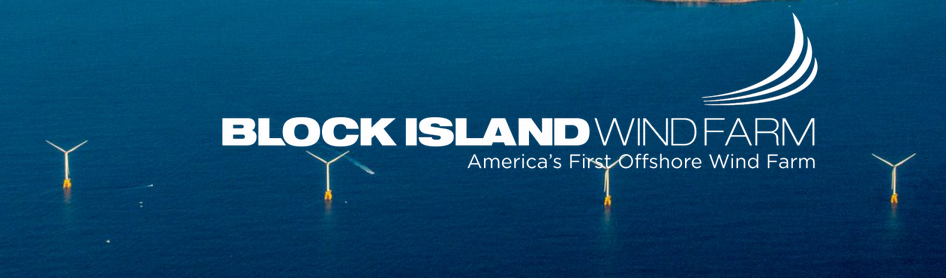 BLOCK ISLAND WIND FARM
America's First Offshore Wind Farm